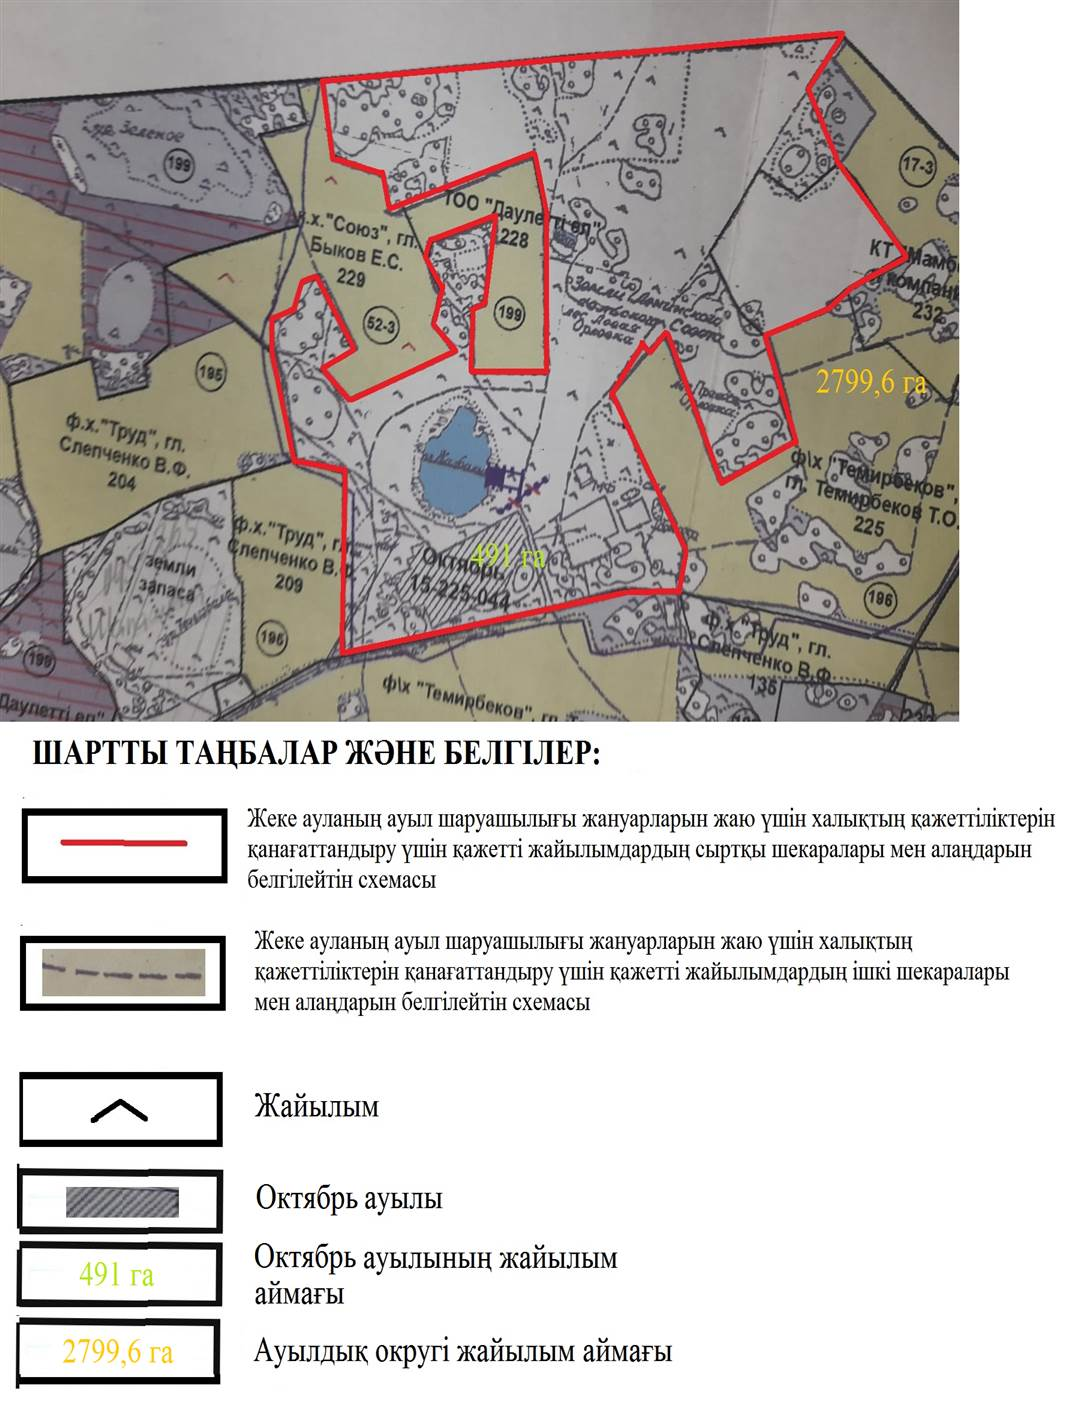 оз. Зеленое
199
17-3
к.х."Союз", гл.
Быков Е.С.
229
ТОО "Даулетті ел"
228
КТ "Мамб
и компани
232
52-3
199
195
2799,6 га
ф.х."Труд", гл.
Слепченко В.Ф.
204
ф\х "Темирбеков",
гл. Темирбеков Т.О.
225
ф.х."Труд", гл.
Слепченко В.
209
земли
запаса
491 га
Октябрь
15-225-044
196
196
199
ф.х."Труд", гл.
Слепченко В.Ф.
135
Даулетті ел"
ф\х "Темирбеков", гл.
ШАРТТЫ ТАҢБАЛАР ЖӘНЕ БЕЛГІЛЕР:
Жеке ауланың ауыл шаруашылығы жануарларын жаю үшін халықтың қажеттіліктерін
қанағаттандыру үшін қажетті жайылымдардың сыртқы шекаралары мен алаңдарын
белгілейтін схемасы
Жеке ауланың ауыл шаруашылығы жануарларын жаю үшін халықтың
қажеттіліктерін қанағаттандыру үшін қажетті жайылымдардың ішкі шекаралары
мен алаңдарын белгілейтін схемасы
Жайылым
Октябрь ауылы
491 га
Октябрь ауылының жайылым
аймағы
2799,6 га
Ауылдық округі жайылым аймағы